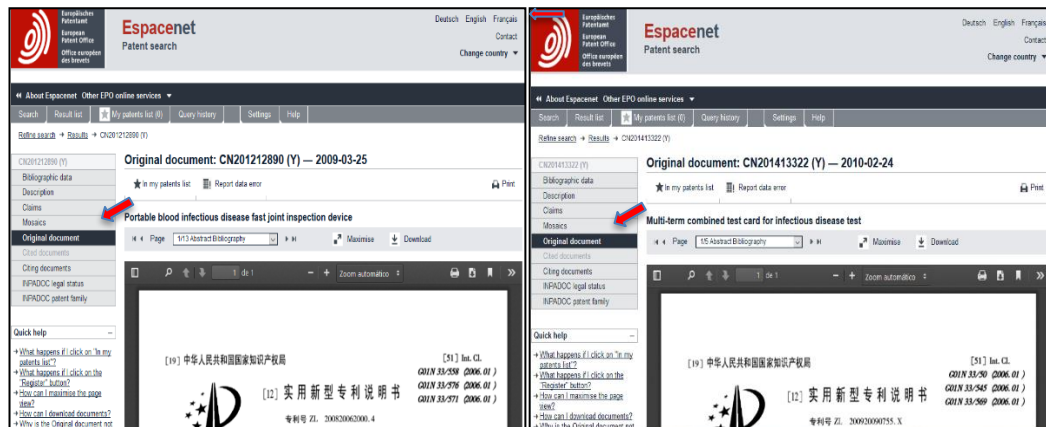 Europäisches
Patentamt
European
Patent Office
Office européen
des brevets
Espacenet
Patent search
Deutsch English Français
Contact
Change country
About Espacenet Other EPO online services
Search Result list My patents list (0) Query history Settings Help
Refine search → Results → CN201212890 (Y)
CN201212890 (Y)
Bibliographic data
Description
Claims
Mosaics
Original document
Cited documents
Citing documents
INPADOC legal status
INPADOC patent family
Quick help
→ What happens if I click on "In my
patents list"?
→ What happens if I click on the
"Register" button?
→ How can I maximise the page
view?
→ How can I download documents?
→ Why is the Original document not
Original document: CN201212890 (Y) — 2009-03-25
In my patents list Report data error Print
Portable blood infectious disease fast joint inspection device
Page 1/13 Abstract Bibliography Maximise Download
1 de 1 Zoom automático
[19] 中华人民共和国国家知识产权局
[51] Int. CI.
G01N 33/558 (2006.01)
G01N 33/576 (2006.01)
G01N 33/571 (2006.01)
[12] 实用新型专利说明书
专利号 ZL 200820062000.4
Europäisches
Patentamt
European
Patent Office
Office européen
des brevets
Espacenet
Patent search
Deutsch English Français
Contact
Change country
About Espacenet Other EPO online services
Search Result list My patents list (0) Query history Settings Help
Refine search → Results → CN201413322 (Y)
CN201413322 (Y)
Bibliographic data
Description
Claims
Mosaics
Original document
Cited documents
Citing documents
INPADOC legal status
INPADOC patent family
Quick help
→ What happens if I click on "In my
patents list"?
→ What happens if I click on the
"Register" button?
→ How can I maximise the page
view?
→ How can I download documents?
→ Why is the Original document not
Original document: CN201413322 (Y) — 2010-02-24
In my patents list Report data error Print
Multi-term combined test card for infectious disease test
Page 1/5 Abstract Bibliography Maximise Download
1 de 1 Zoom automático
[19] 中华人民共和国国家知识产权局
[51] Int. CI.
G01N 33/50 (2006.01)
G01N 33/545 (2006.01)
G01N 33/569 (2006.01)
[12] 实用新型专利说明书
专利号 ZL 200920090755.X